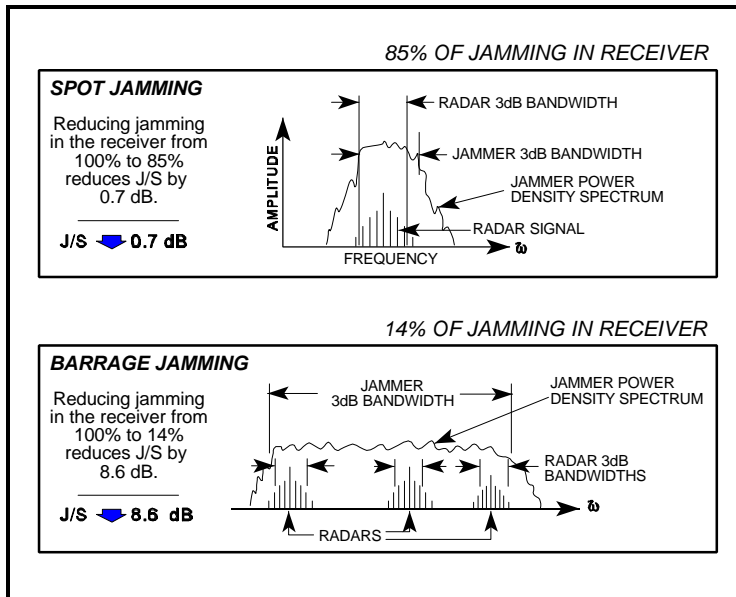 85% OF JAMMING IN RECEIVER
SPOT JAMMING
Reducing jamming
in the receiver from
100% to 85%
reduces J/S by
0.7 dB.
J/S 0.7 dB
AMPLITUDE
RADAR 3dB BANDWIDTH
JAMMER 3dB BANDWIDTH
JAMMER POWER
DENSITY SPECTRUM
RADAR SIGNAL
FREQUENCY
ω
14% OF JAMMING IN RECEIVER
BARRAGE JAMMING
Reducing jamming
in the receiver from
100% to 14%
reduces J/S by
8.6 dB.
J/S 8.6 dB
JAMMER
3dB BANDWIDTH
JAMMER POWER
DENSITY SPECTRUM
RADAR 3dB
BANDWIDTHS
RADARS
ω